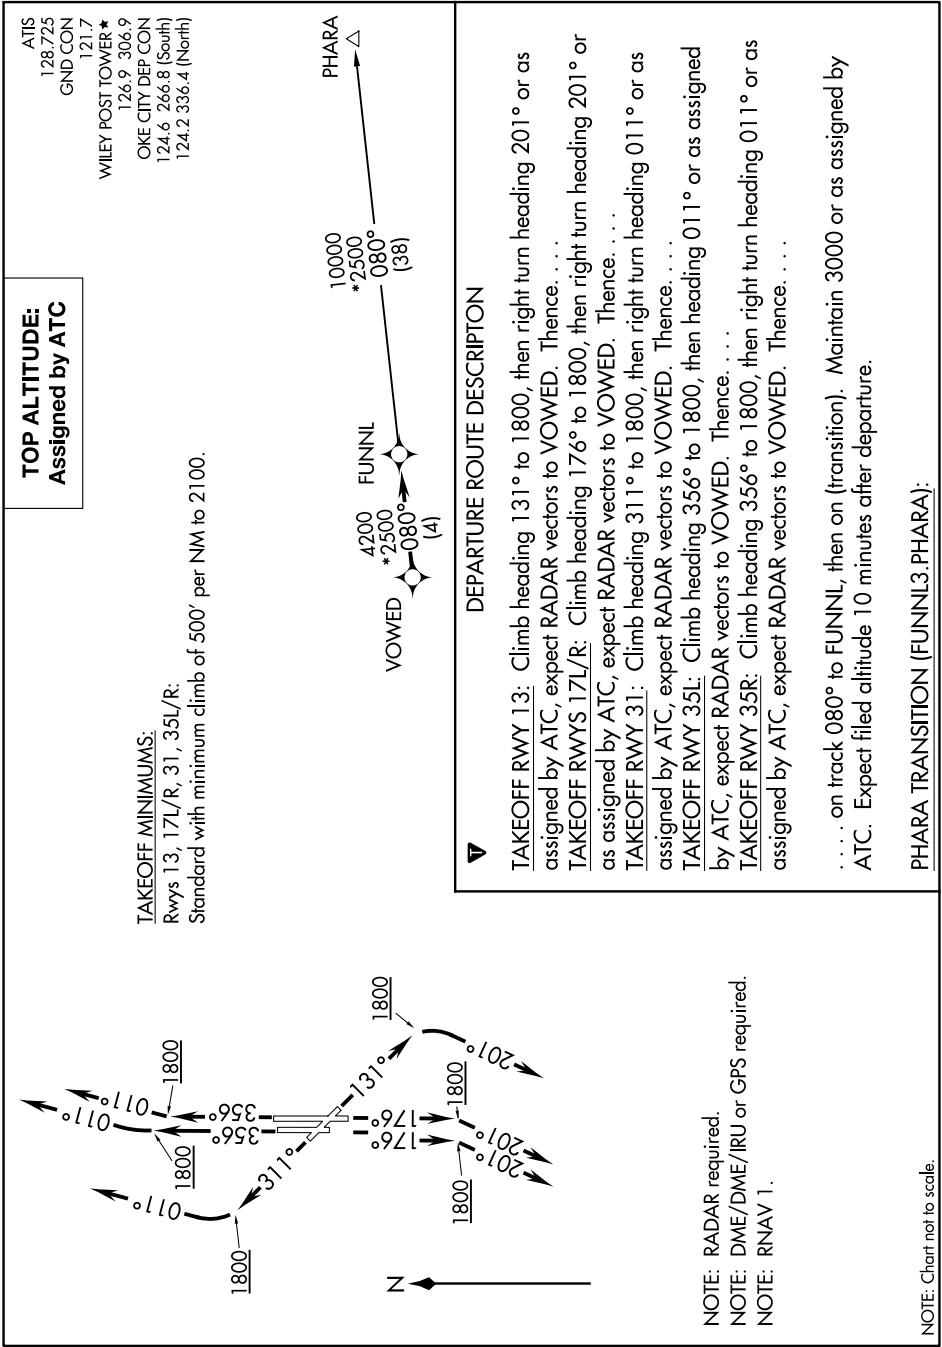 TOP ALTITUDE:
Assigned by ATC
ATIS
128.725
GND CON
121.7
WILEY POST TOWER★
126.9 306.9
OKE CITY DEP CON
124.6 266.8 (South)
124.2 336.4 (North)
TAKEOFF MINIMUMS:
Rwys 13, 17L/R, 31, 35L/R:
Standard with minimum climb of 500' per NM to 2100.
011°
011°
011°
1800
1800
1800
356°
356°
311°
131°
1800
176°
176°
1800
1800
201°
201°
201°
N
VOWED
4200
*2500
080°
(4)
FUNNL
10000
*2500
080°
(38)
PHARA
NOTE: RADAR required.
NOTE: DME/DME/IRU or GPS required.
NOTE: RNAV 1.
NOTE: Chart not to scale.
DEPARTURE ROUTE DESCRIPTON
T
TAKEOFF RWY 13: Climb heading 131° to 1800, then right turn heading 201° or as
assigned by ATC, expect RADAR vectors to VOWED. Thence. . . .
TAKEOFF RWYS 17L/R: Climb heading 176° to 1800, then right turn heading 201° or
as assigned by ATC, expect RADAR vectors to VOWED. Thence. . . .
TAKEOFF RWY 31: Climb heading 311° to 1800, then right turn heading 011° or as
assigned by ATC, expect RADAR vectors to VOWED. Thence. . . .
TAKEOFF RWY 35L: Climb heading 356° to 1800, then heading 011° or as assigned
by ATC, expect RADAR vectors to VOWED. Thence. . . .
TAKEOFF RWY 35R: Climb heading 356° to 1800, then right turn heading 011° or as
assigned by ATC, expect RADAR vectors to VOWED. Thence. . . .
. . . . on track 080° to FUNNL, then on (transition). Maintain 3000 or as assigned by
ATC. Expect filed altitude 10 minutes after departure.
PHARA TRANSITION (FUNNL3.PHARA):